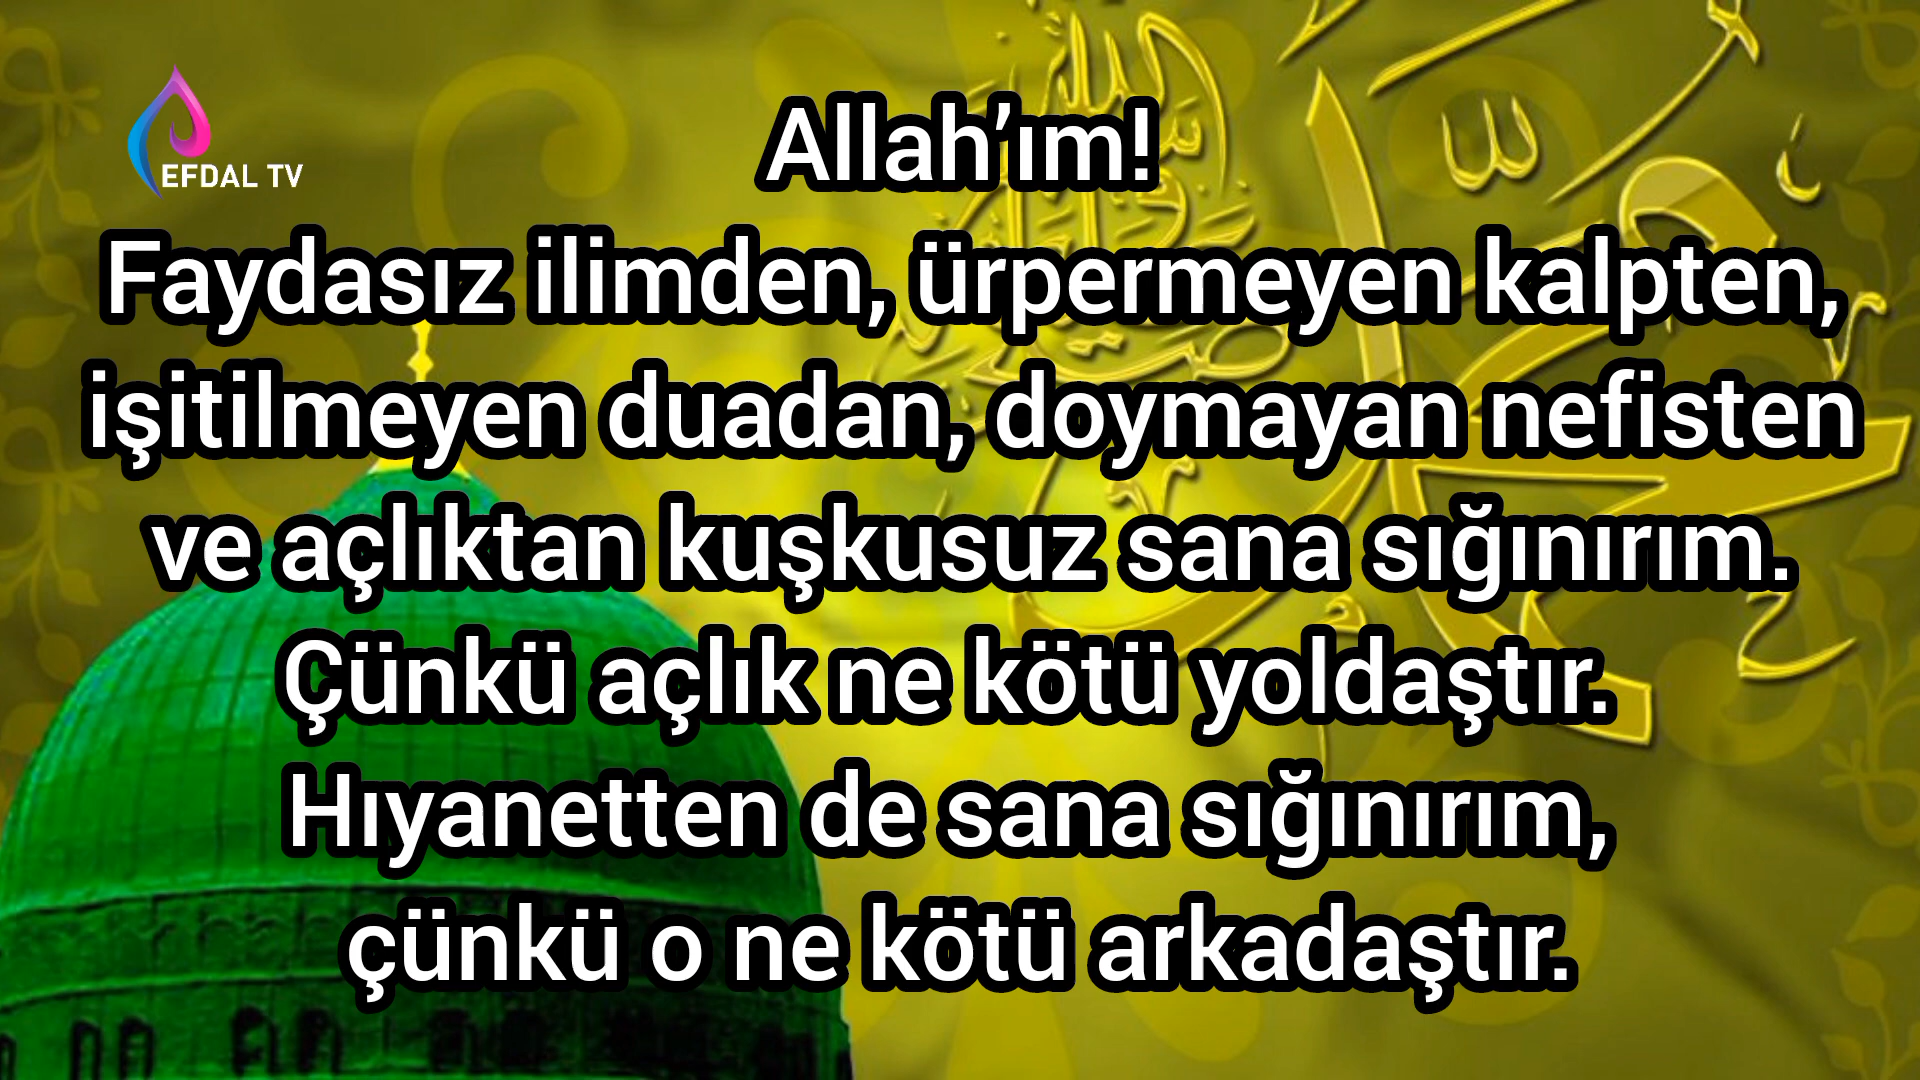 EFDAL TV
Allah’ım!
Faydasız ilimden, ürpermeyen kalpten,
işitilmeyen duadan, doymayan nefisten
ve açlıktan kuşkusuz sana sığınırım.
Çünkü açlık ne kötü yoldaştır.
Hıyanetten de sana sığınırım,
çünkü o ne kötü arkadaştır.